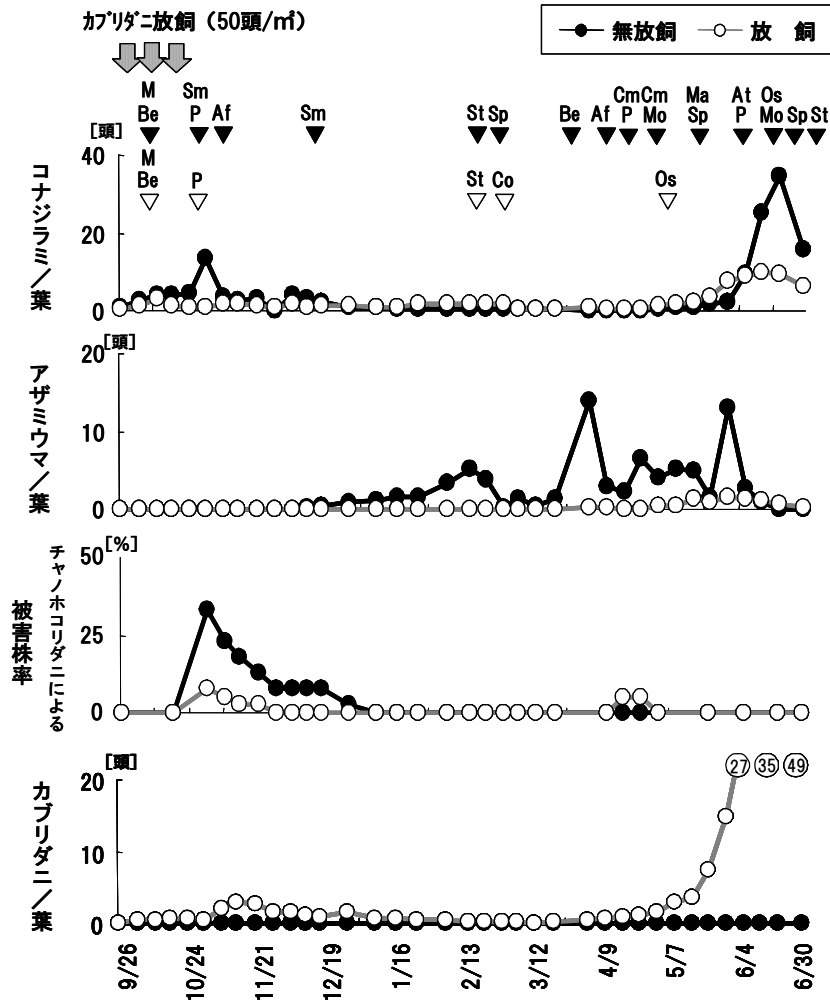 カブリダニ放飼（50頭/㎡）
無放飼 放 飼
M Sm Cm Cm Ma At Os
Be P Af Sm St Sp Be Af P Mo Sp P Mo Sp St
[頭]
M
Be P St Co Os
コナジラミ／葉
40
20
0
[頭]
アザミウマ／葉
20
10
0
[%]
チャノホコリダニによる
被害株率
50
25
0
[頭]
カブリダニ／葉
20
10
0
27 35 49
9/26 10/24 11/21 12/19 1/16 2/13 3/12 4/9 5/7 6/4 6/30